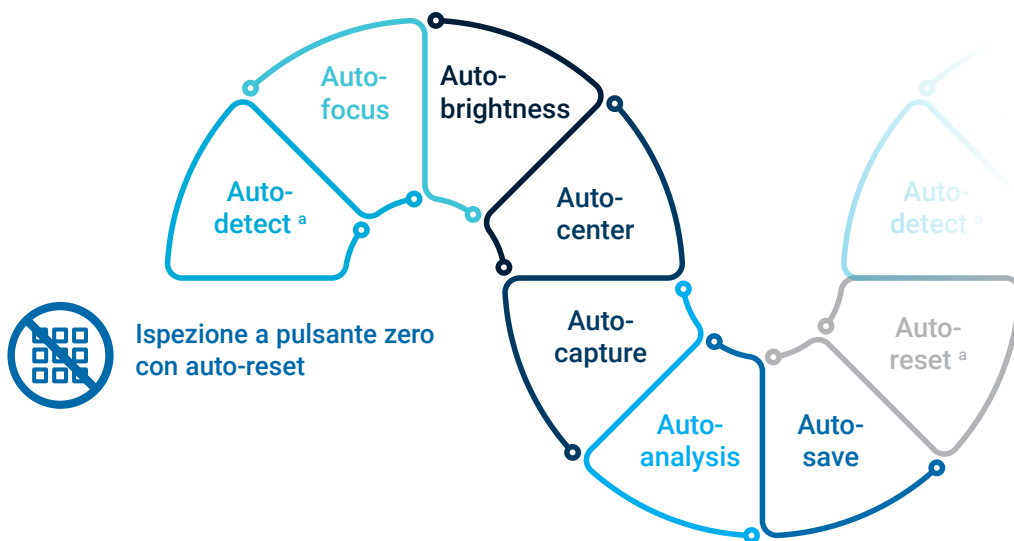 Auto-
detect ᵃ
Auto-
focus
Auto-
brightness
Auto-
center
Auto-
capture
Auto-
analysis
Auto-
save
Auto-
reset ᵃ
Auto-
detect ᵃ
Ispezione a pulsante zero
con auto-reset